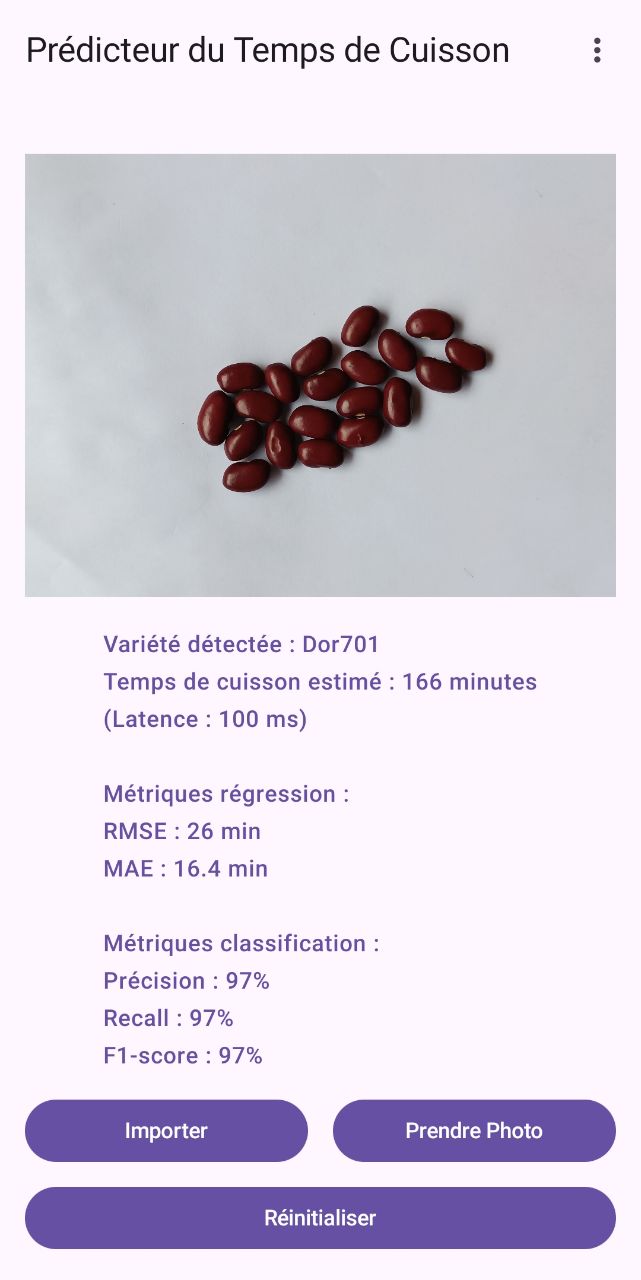 Prédicteur du Temps de Cuisson
Variété détectée : Dor701
Temps de cuisson estimé : 166 minutes
(Latence : 100 ms)
Métriques régression :
RMSE : 26 min
MAE : 16.4 min
Métriques classification :
Précision : 97%
Recall : 97%
F1-score : 97%
Importer
Prendre Photo
Réinitialiser